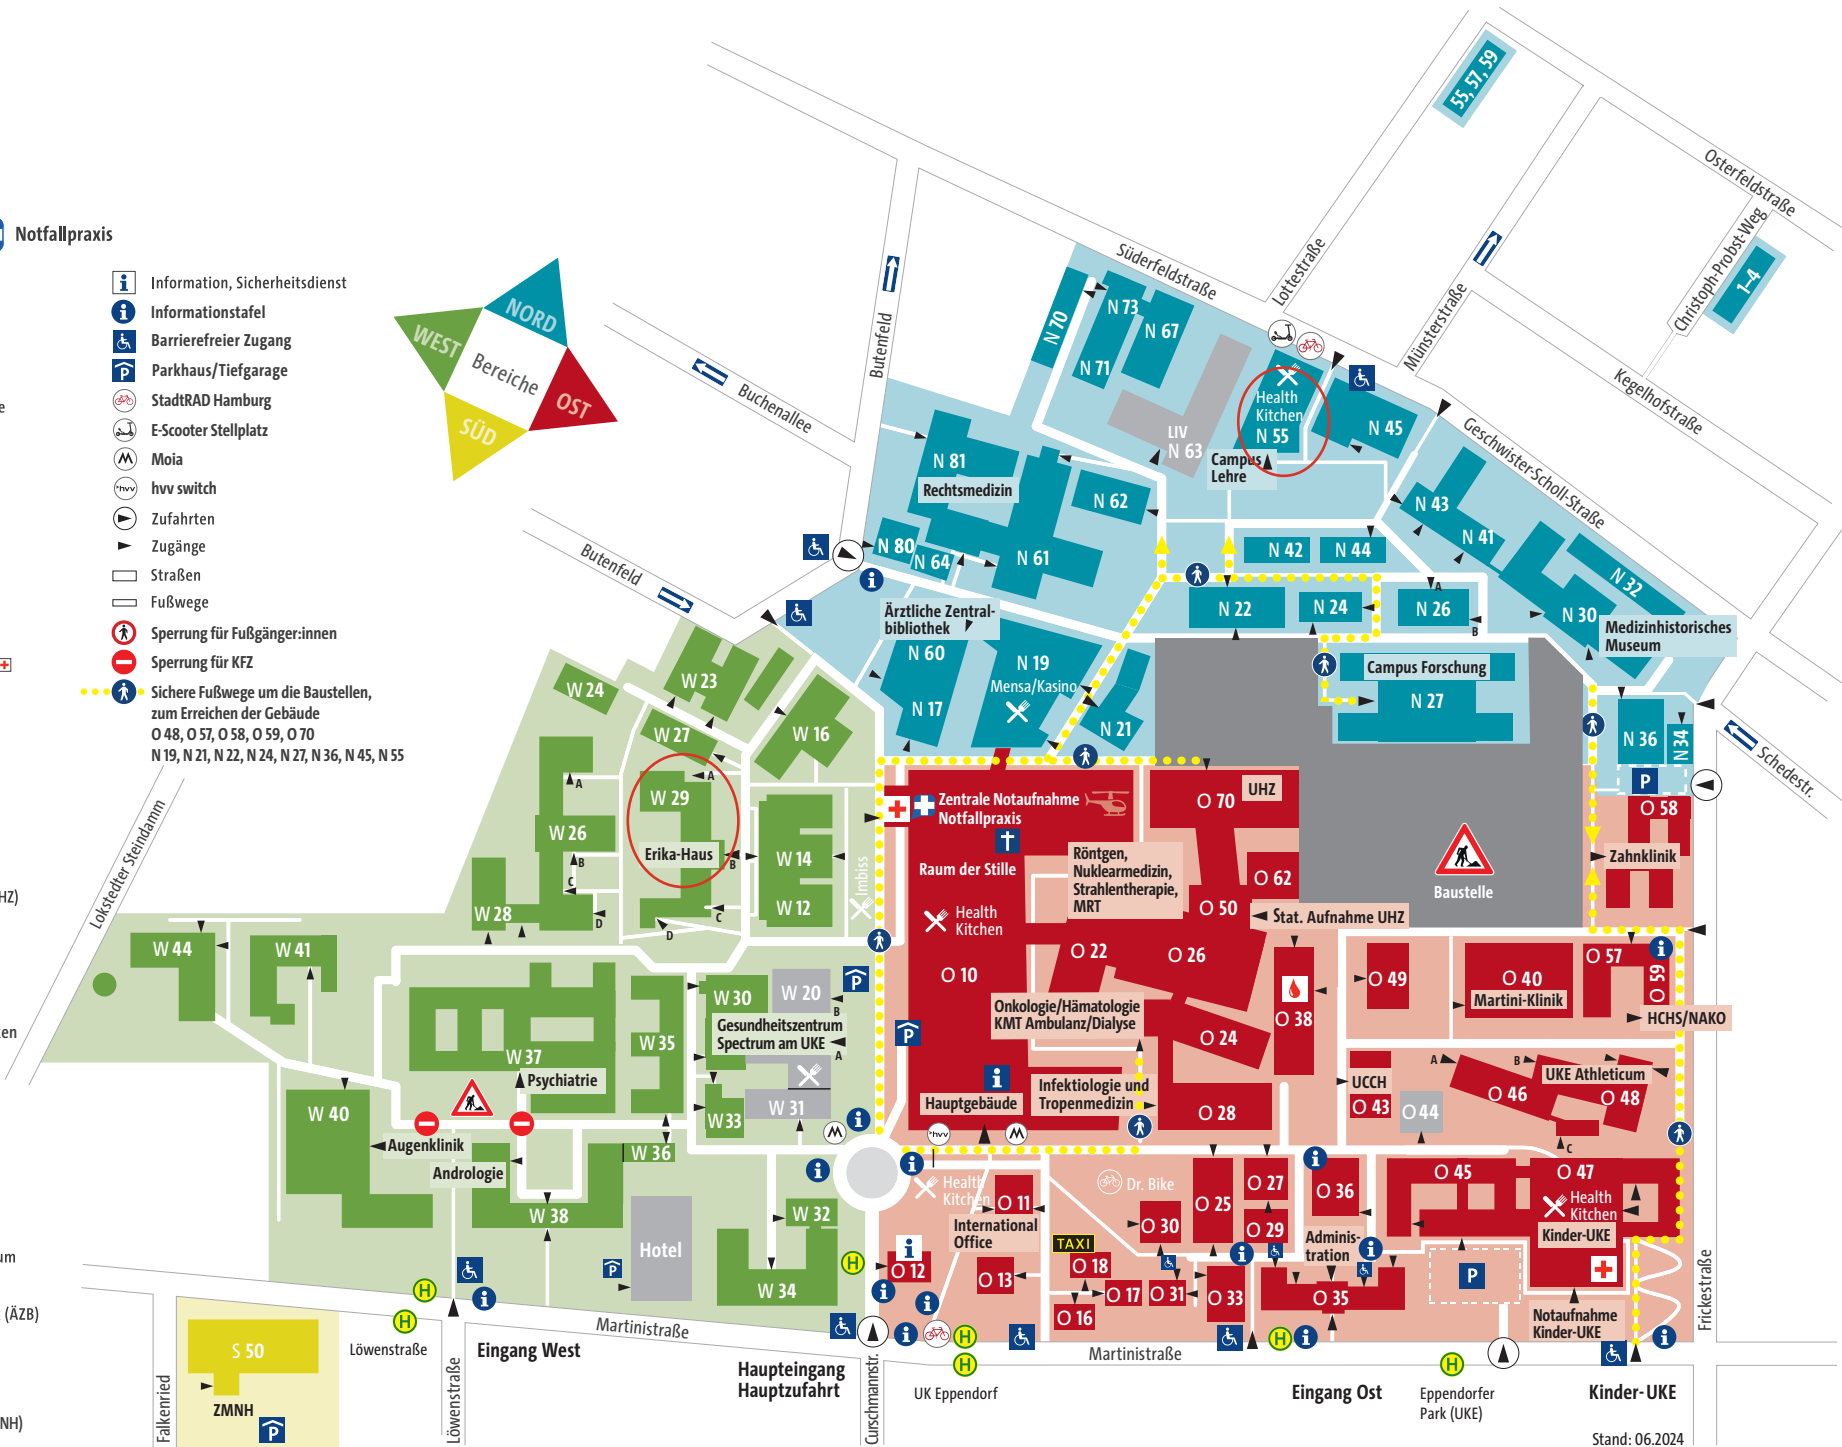 Notfallpraxis
Information, Sicherheitsdienst
Informationstafel
Barrierefreier Zugang
Parkhaus/Tiefgarage
StadtRAD Hamburg
E-Scooter Stellplatz
Moia
hvv switch
Zufahrten
Zugänge
Straßen
Fußwege
Sperrung für Fußgänger:innen
Sperrung für KFZ
Sichere Fußwege um die Baustellen,
zum Erreichen der Gebäude
O 48, O 57, O 58, O 59, O 70
N 19, N 21, N 22, N 24, N 27, N 36, N 45, N 55
NORD
WEST
Bereiche
OST
SÜD
e
HZ)
ken
um
(ÄZB)
NH)
55, 57, 59
Osterfeldstraße
Christoph-Probst-Weg
1–4
Kegelhofstraße
Münsterstraße
Lottestraße
Süderfeldstraße
Geschwister-Scholl-Straße
Schedestr.
Butenfeld
Buchenallee
Butenfeld
Lokstedter Steindamm
N 70
N 73
N 67
N 71
LIV
N 63
Health
Kitchen
N 55
Campus
Lehre
N 45
N 81
Rechtsmedizin
N 62
N 43
N 41
N 80
N 64
N 61
N 42
N 44
N 32
N 30
Medizinhistorisches
Museum
N 22
N 24
N 26
A
B
Ärztliche Zentral-
bibliothek
N 60
N 19
Mensa/Kasino
N 17
N 21
Campus Forschung
N 27
N 36
N 34
P
W 24
W 23
W 27
W 16
W 29
A
Erika-Haus
B
C
D
W 26
A
B
C
D
W 28
W 14
W 12
Imbiss
W 44
W 41
W 37
Psychiatrie
W 35
W 30
W 20
B
Gesundheitszentrum
Spectrum am UKE
A
W 31
W 33
W 40
Augenklinik
Andrologie
W 36
W 38
Hotel
W 32
W 34
Zentrale Notaufnahme
Notfallpraxis
Raum der Stille
Health
Kitchen
O 10
Hauptgebäude
O 70
UHZ
Röntgen,
Nuklearmedizin,
Strahlentherapie,
MRT
O 62
O 50
Stat. Aufnahme UHZ
O 22
O 26
Onkologie/Hämatologie
KMT Ambulanz/Dialyse
O 24
O 38
Infektiologie und
Tropenmedizin
O 28
Baustelle
O 58
Zahnklinik
O 49
O 40
Martini-Klinik
O 57
O 59
HCHS/NAKO
UCCH
O 43
O 44
A
B
UKE Athleticum
O 46
O 48
C
hvv
Health
Kitchen
O 11
International
Office
Dr. Bike
O 30
O 25
O 27
O 29
O 36
Adminis-
tration
O 45
O 47
Health
Kitchen
Kinder-UKE
O 12
O 13
TAXI
O 18
O 17
O 16
O 31
O 33
O 35
P
Notaufnahme
Kinder-UKE
Frickestraße
S 50
ZMNH
P
Falkenried
H
H
Löwenstraße
Löwenstraße
Eingang West
Martinistraße
H
Haupteingang
Hauptzufahrt
Curschmannstr.
H
H
UK Eppendorf
Martinistraße
H
Eingang Ost
H
Eppendorfer
Park (UKE)
Kinder-UKE
Stand: 06.2024